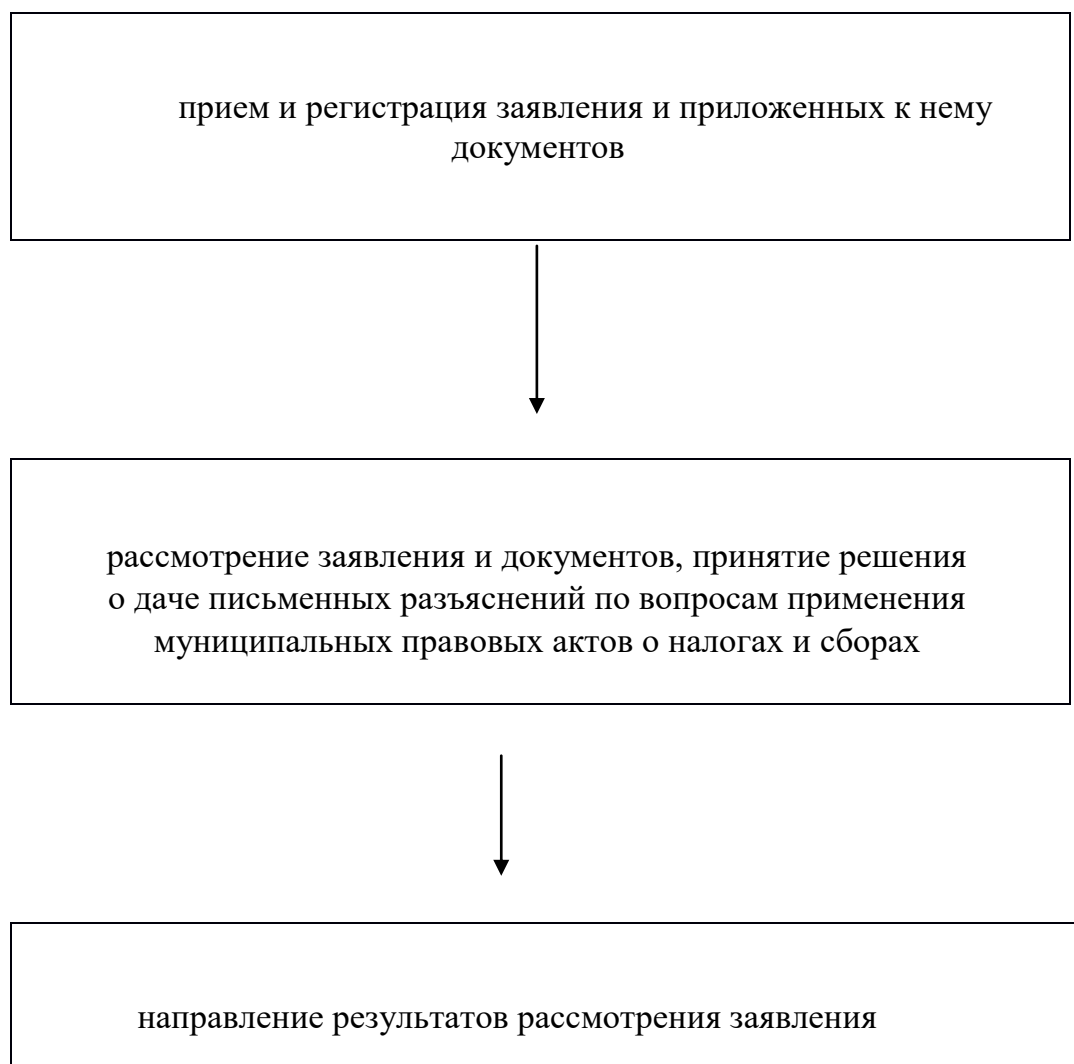 прием и регистрация заявления и приложенных к нему
документов
рассмотрение заявления и документов, принятие решения
о даче письменных разъяснений по вопросам применения
муниципальных правовых актов о налогах и сборах
направление результатов рассмотрения заявления